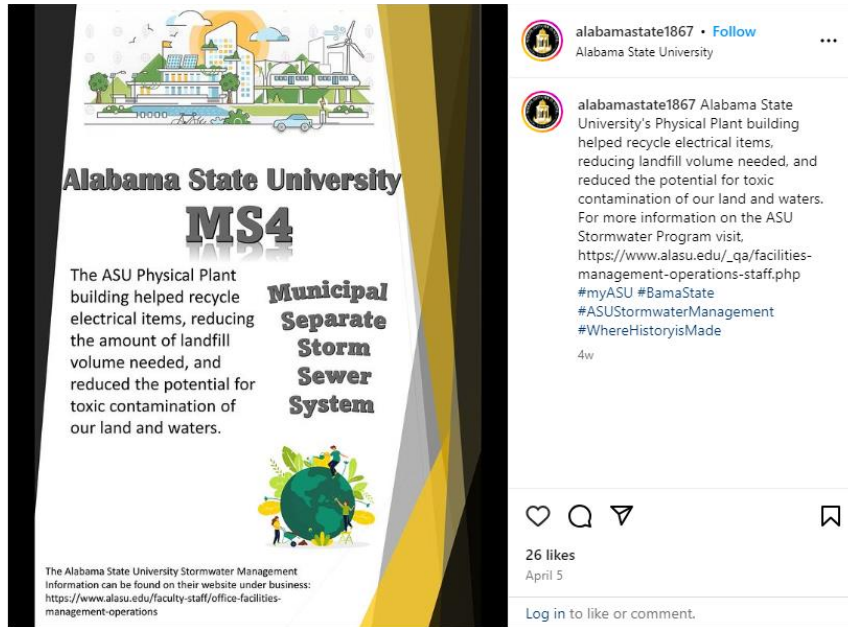 Alabama State University
MS4
The ASU Physical Plant
building helped recycle
electrical items, reducing
the amount of landfill
volume needed, and
reduced the potential for
toxic contamination of
our land and waters.
Municipal
Separate
Storm
Sewer
System
The Alabama State University Stormwater Management
Information can be found on their website under business:
https://www.alasu.edu/faculty-staff/office-facilities-
management-operations
alabamastate1867 • Follow
Alabama State University
alabamastate1867 Alabama State
University's Physical Plant building
helped recycle electrical items,
reducing landfill volume needed, and
reduced the potential for toxic
contamination of our land and waters.
For more information on the ASU
Stormwater Program visit,
https://www.alasu.edu/_qa/facilities-
management-operations-staff.php
#myASU #BamaState
#ASUStormwaterManagement
#WhereHistoryisMade
4w
26 likes
April 5
Log in to like or comment.